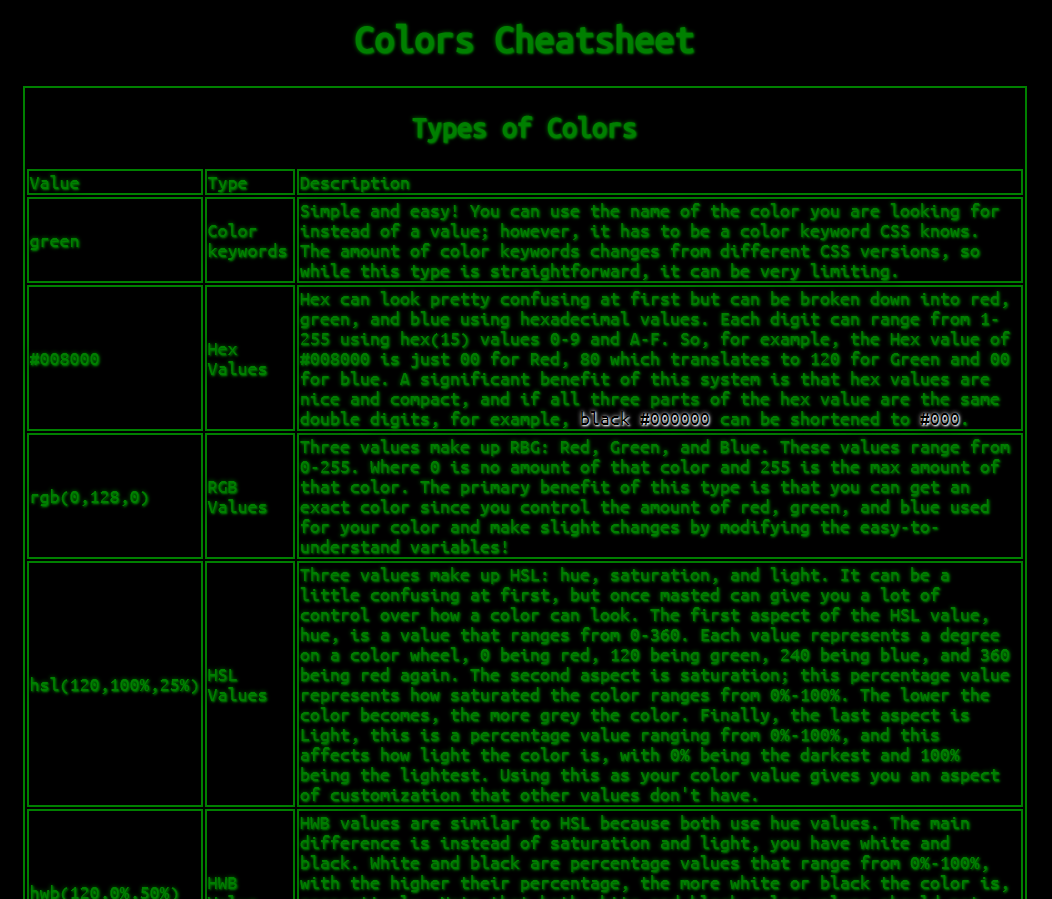 Colors Cheatsheet
Types of Colors
Value Type Description
green
Color
keywords
Simple and easy! You can use the name of the color you are looking for
instead of a value; however, it has to be a color keyword CSS knows.
The amount of color keywords changes from different CSS versions, so
while this type is straightforward, it can be very limiting.
#008000
Hex
Values
Hex can look pretty confusing at first but can be broken down into red,
green, and blue using hexadecimal values. Each digit can range from 1-
255 using hex(15) values 0-9 and A-F. So, for example, the Hex value of
#008000 is just 00 for Red, 80 which translates to 120 for Green and 00
for blue. A significant benefit of this system is that hex values are
nice and compact, and if all three parts of the hex value are the same
double digits, for example, black #000000 can be shortened to #000.
rgb(0,128,0)
RGB
Values
Three values make up RBG: Red, Green, and Blue. These values range from
0-255. Where 0 is no amount of that color and 255 is the max amount of
that color. The primary benefit of this type is that you can get an
exact color since you control the amount of red, green, and blue used
for your color and make slight changes by modifying the easy-to-
understand variables!
hsl(120,100%,25%)
HSL
Values
Three values make up HSL: hue, saturation, and light. It can be a
little confusing at first, but once masted can give you a lot of
control over how a color can look. The first aspect of the HSL value,
hue, is a value that ranges from 0-360. Each value represents a degree
on a color wheel, 0 being red, 120 being green, 240 being blue, and 360
being red again. The second aspect is saturation; this percentage value
represents how saturated the color ranges from 0%-100%. The lower the
color becomes, the more grey the color. Finally, the last aspect is
Light, this is a percentage value ranging from 0%-100%, and this
affects how light the color is, with 0% being the darkest and 100%
being the lightest. Using this as your color value gives you an aspect
of customization that other values don't have.
hwb(120,0%,50%)
HWB
HWB values are similar to HSL because both use hue values. The main
difference is instead of saturation and light, you have white and
black. White and black are percentage values that range from 0%-100%,
with the higher their percentage, the more white or black the color is,